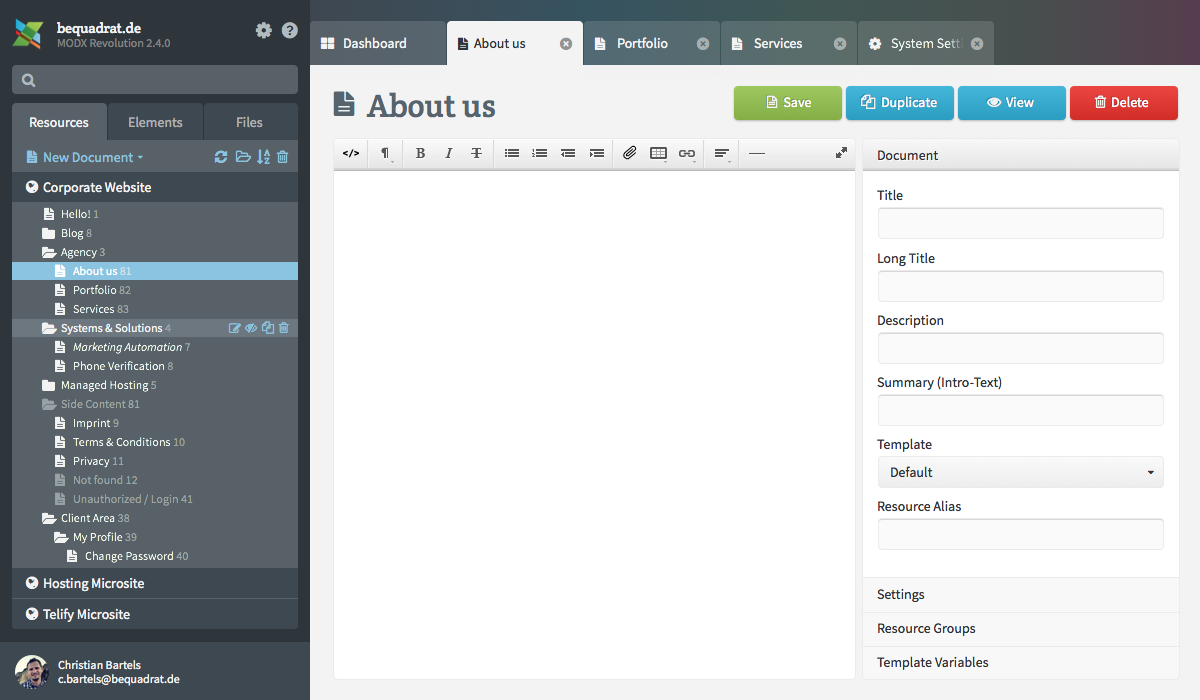 bequadrat.de
MODX Revolution 2.4.0
Resources Elements Files
New Document
Corporate Website
Hello! 1
Blog 8
Agency 3
About us 81
Portfolio 82
Services 83
Systems & Solutions 4
Marketing Automation 7
Phone Verification 8
Managed Hosting 5
Side Content 81
Imprint 9
Terms & Conditions 10
Privacy 11
Not found 12
Unauthorized / Login 41
Client Area 38
My Profile 39
Change Password 40
Hosting Microsite
Telify Microsite
Christian Bartels
c.bartels@bequadrat.de
Dashboard About us Portfolio Services System Setti
About us
Save Duplicate View Delete
</> ¶ B I T
Document
Title
Long Title
Description
Summary (Intro-Text)
Template
Default
Resource Alias
Settings
Resource Groups
Template Variables